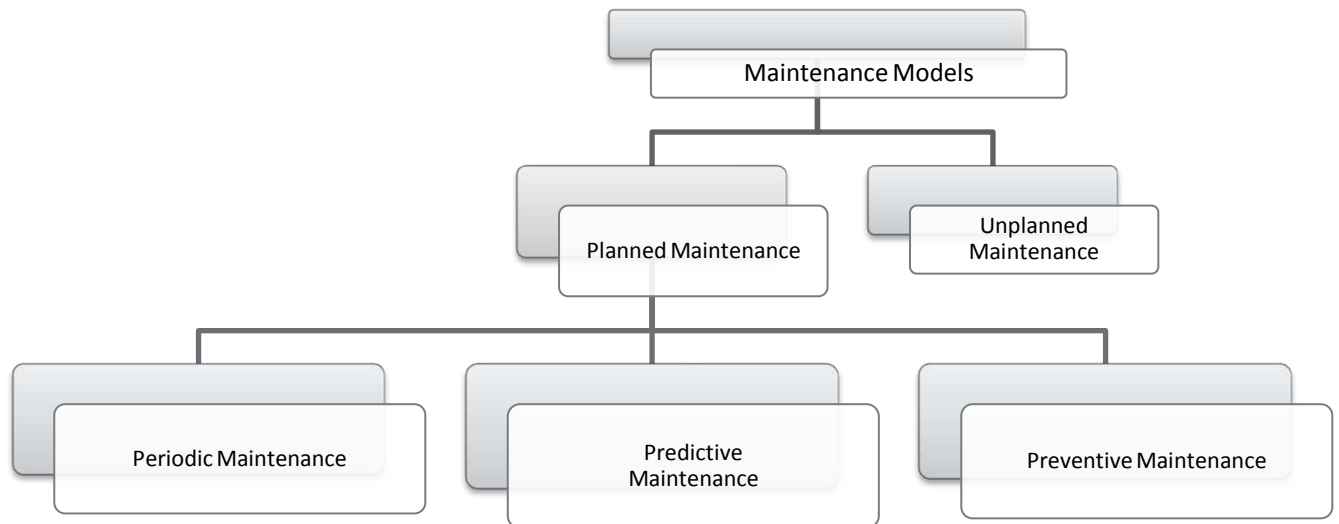 Maintenance Models
Unplanned
Maintenance
Planned Maintenance
Periodic Maintenance
Predictive
Maintenance
Preventive Maintenance